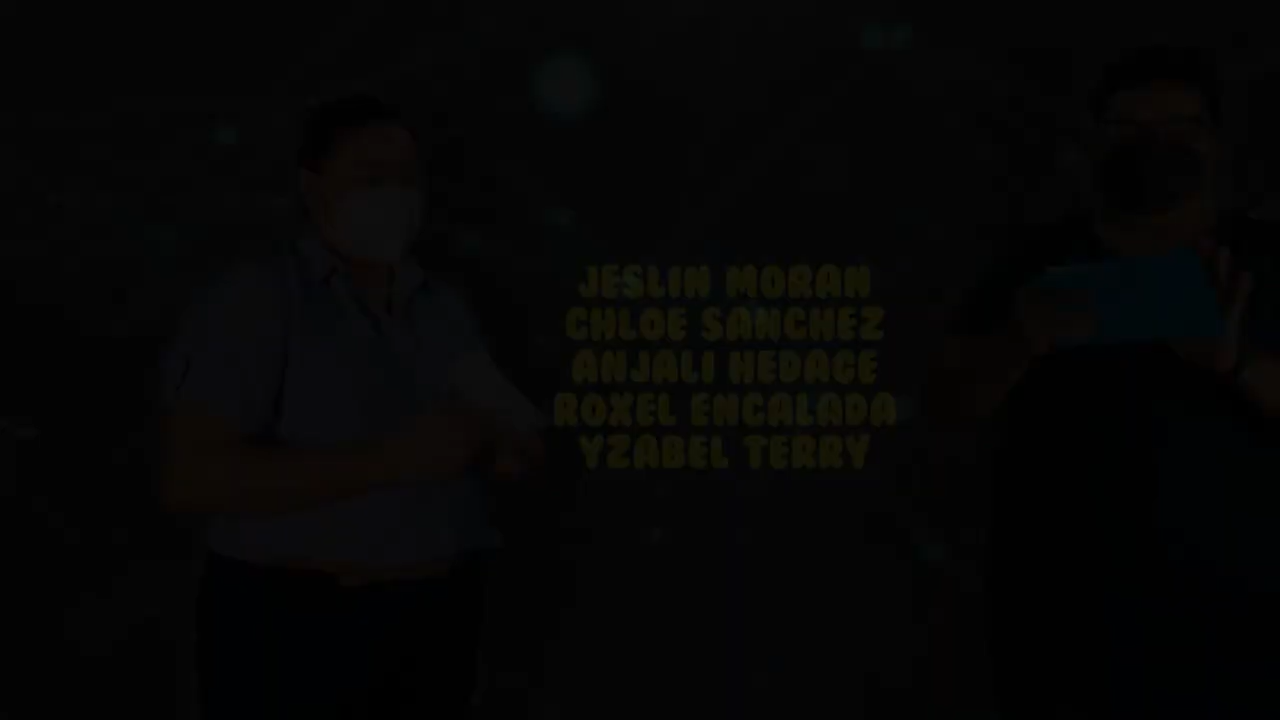 JESLIN MORAN
CHLOE SANCHEZ
ANJALI HEDAGE
ROXEL ENCALADA
YZABEL TERRY